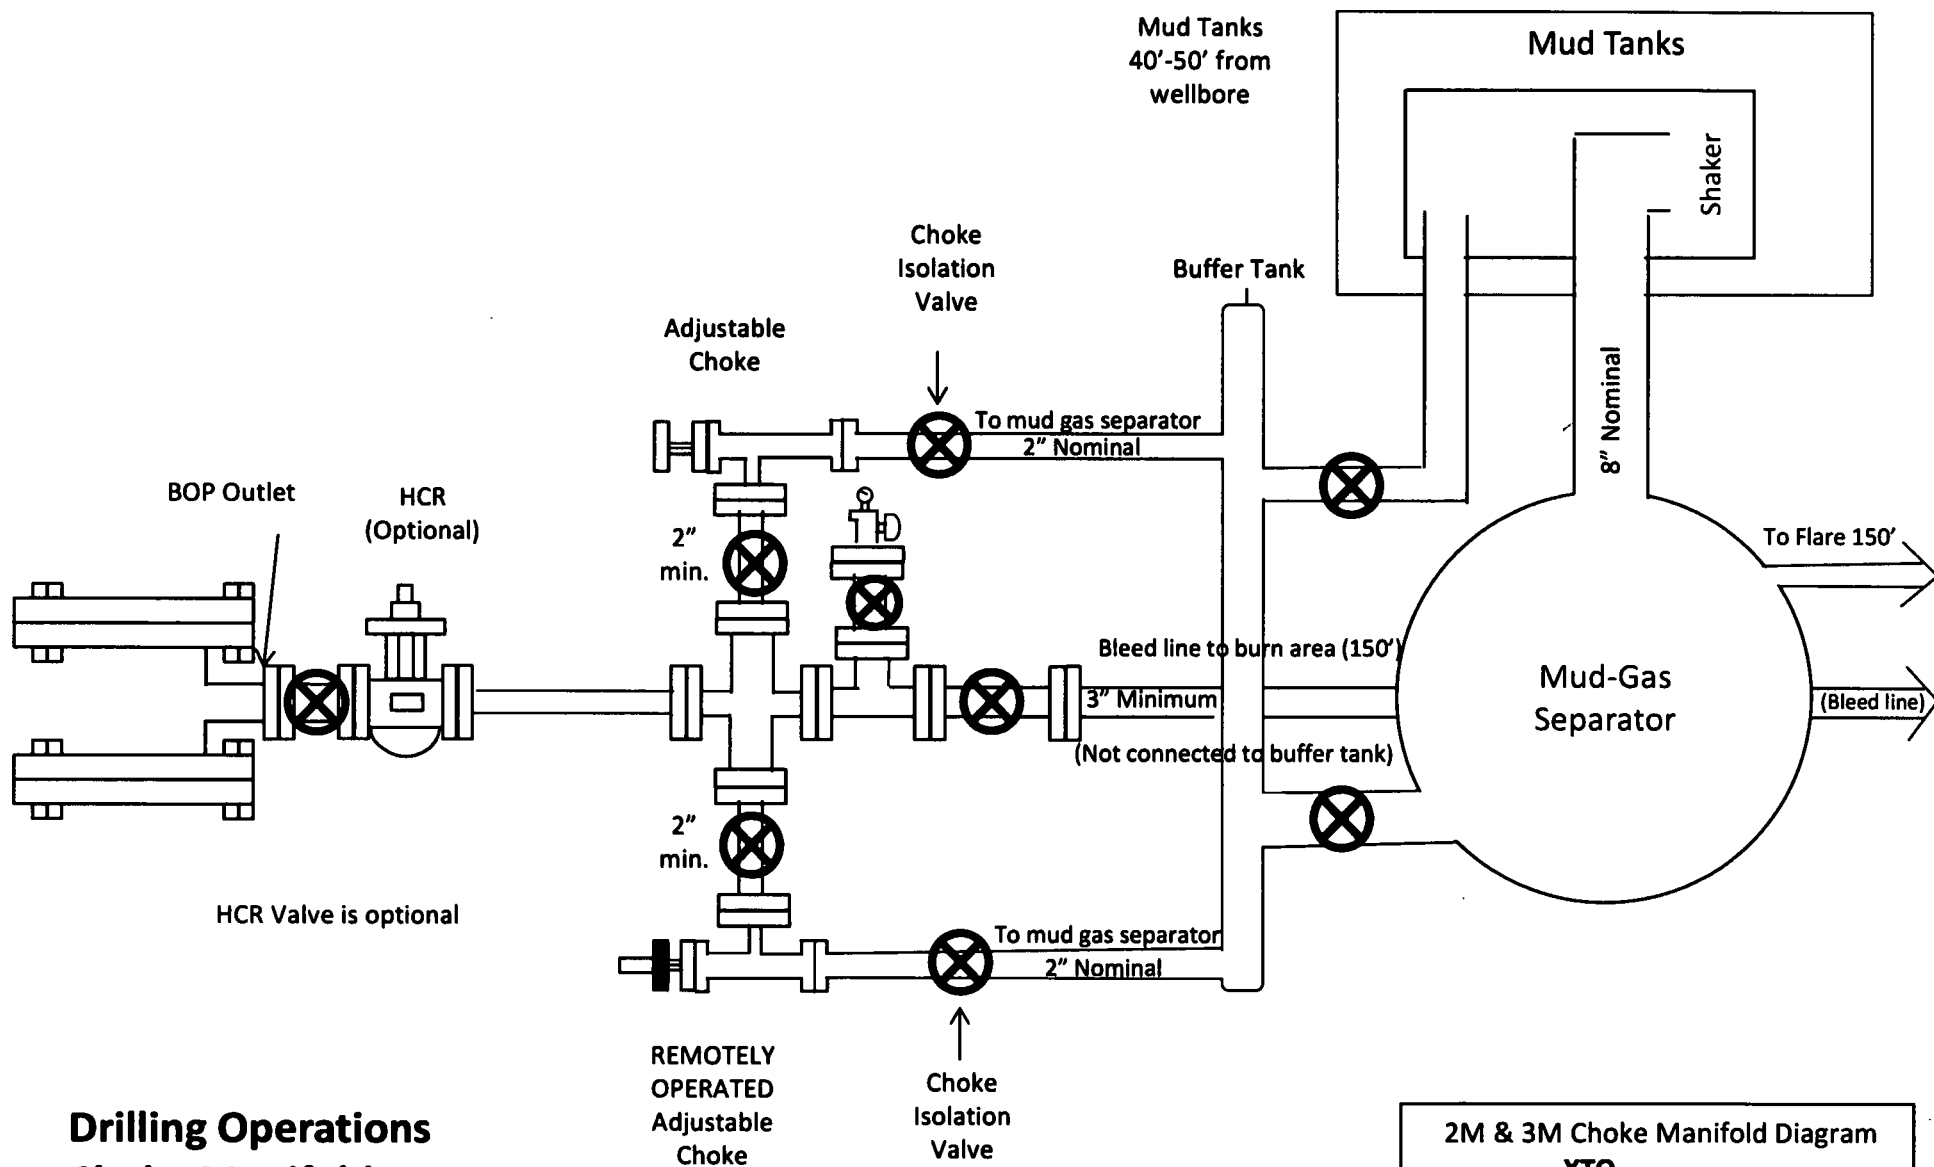 Mud Tanks
40'-50' from
wellbore
Mud Tanks
Shaker
Choke
Isolation
Valve
Buffer Tank
Adjustable
Choke
8" Nominal
To mud gas separator
2" Nominal
BOP Outlet
HCR
(Optional)
2"
min.
To Flare 150'
Bleed line to burn area (150')
3" Minimum
(Not connected to buffer tank)
Mud-Gas
Separator
(Bleed line)
2"
min.
HCR Valve is optional
To mud gas separator
2" Nominal
REMOTELY
OPERATED
Adjustable
Choke
Choke
Isolation
Valve
Drilling Operations
2M & 3M Choke Manifold Diagram
XTO